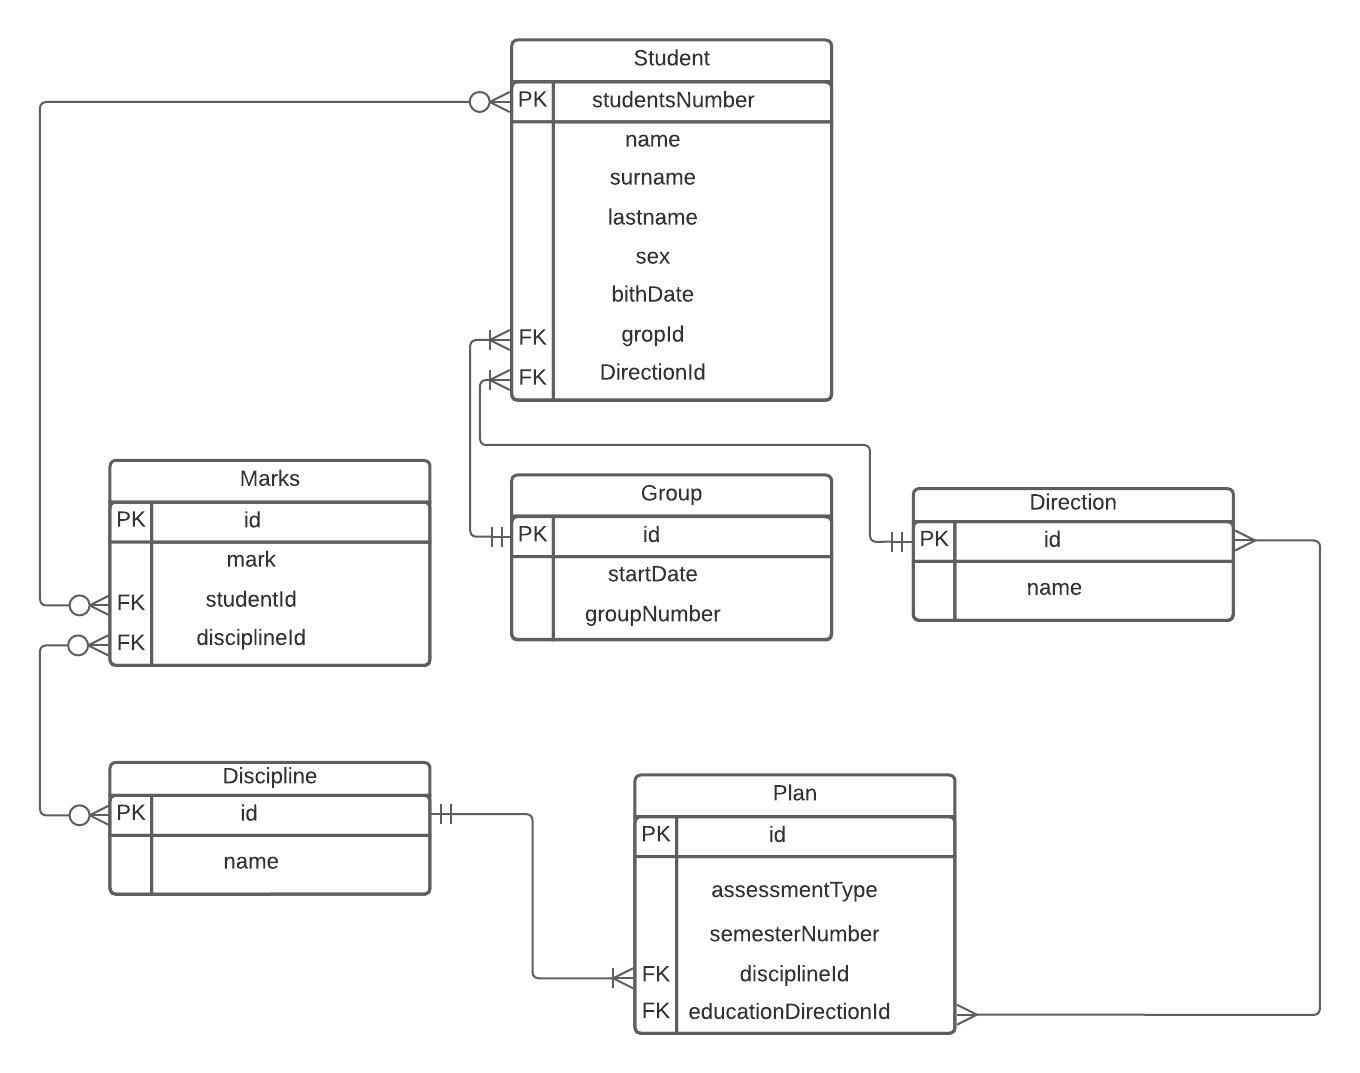 Student
PK studentsNumber
name
surname
lastname
sex
bithDate
FK gropId
FK DirectionId
Marks
PK id
mark
FK studentId
FK disciplineId
Group
PK id
startDate
groupNumber
Direction
PK id
name
Discipline
PK id
name
Plan
PK id
assessmentType
semesterNumber
FK disciplineId
FK educationDirectionId